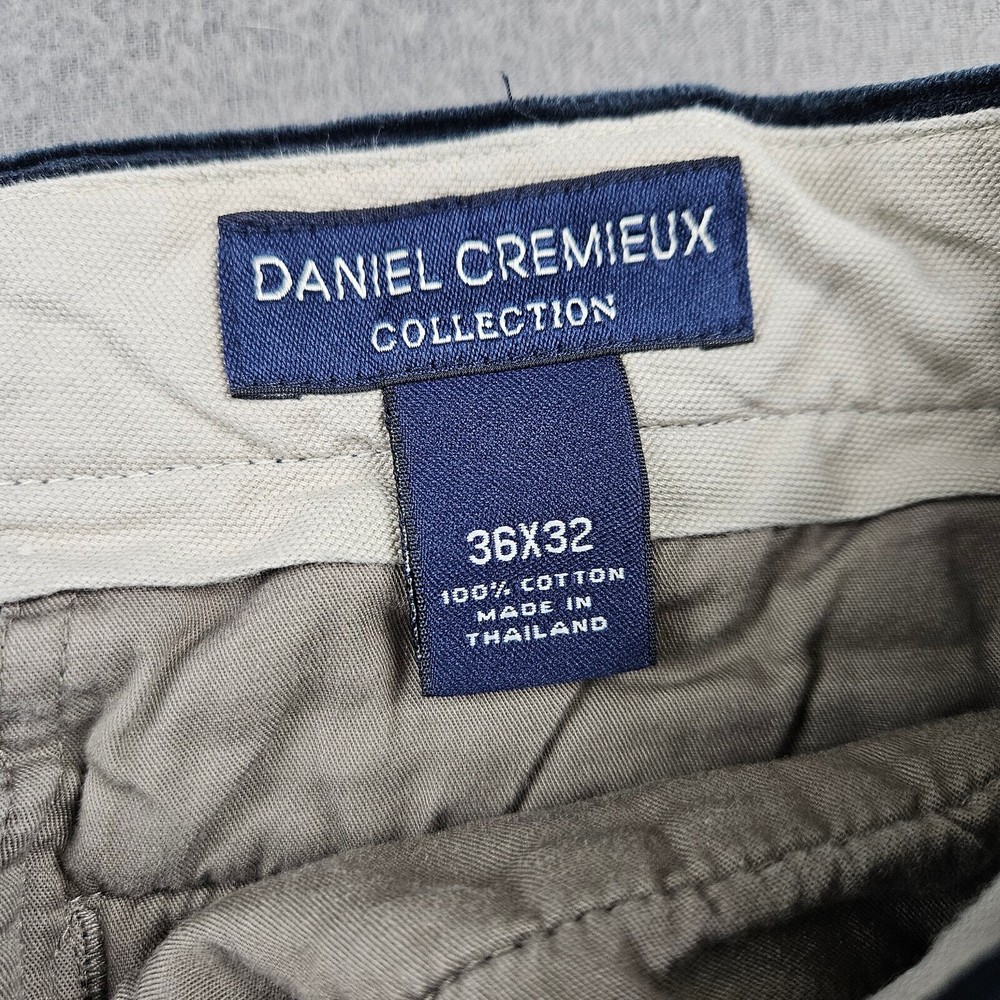 DANIEL CREMIEUX
COLLECTION
36X32
100% COTTON
MADE IN
THAILAND